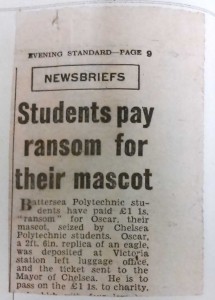 EVENING STANDARD—PAGE 9
NEWSBRIEFS
Students pay
ransom for
their mascot
Battersea Polytechnic stu-
dents have paid £1 1s.
"ransom" for Oscar, their
mascot, seized by Chelsea
Polytechnic students. Oscar,
a 2ft. 6in. replica of an eagle,
was deposited at Victoria
station left luggage office,
and the ticket sent to the
Mayor of Chelsea. He is to
pass on the £1 1s. to charity.